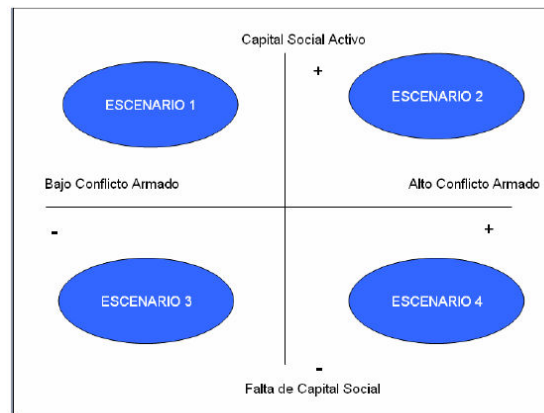 Capital Social Activo
+
ESCENARIO 1
ESCENARIO 2
Bajo Conflicto Armado
Alto Conflicto Armado
-
+
ESCENARIO 3
ESCENARIO 4
-
Falta de Capital Social